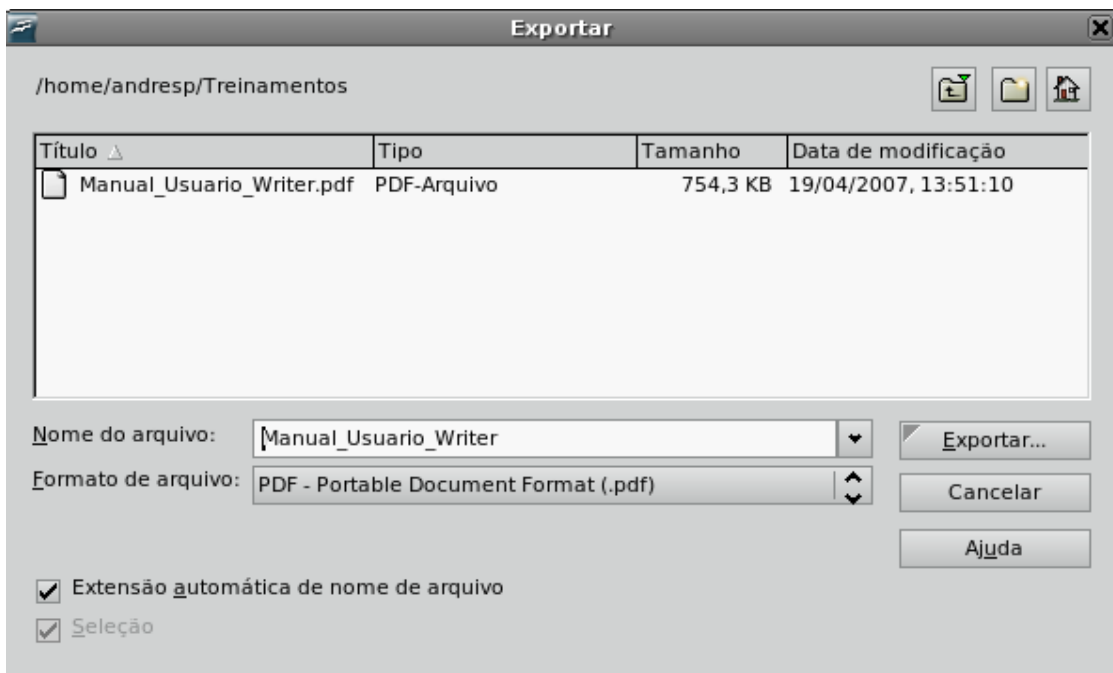 Exportar
/home/andresp/Treinamentos
Título Tipo Tamanho Data de modificação
Manual_Usuario_Writer.pdf PDF-Arquivo 754,3 KB 19/04/2007, 13:51:10
Nome do arquivo: Manual_Usuario_Writer Exportar...
Formato de arquivo: PDF - Portable Document Format (.pdf) Cancelar
Ajuda
Extensão automática de nome de arquivo
Seleção